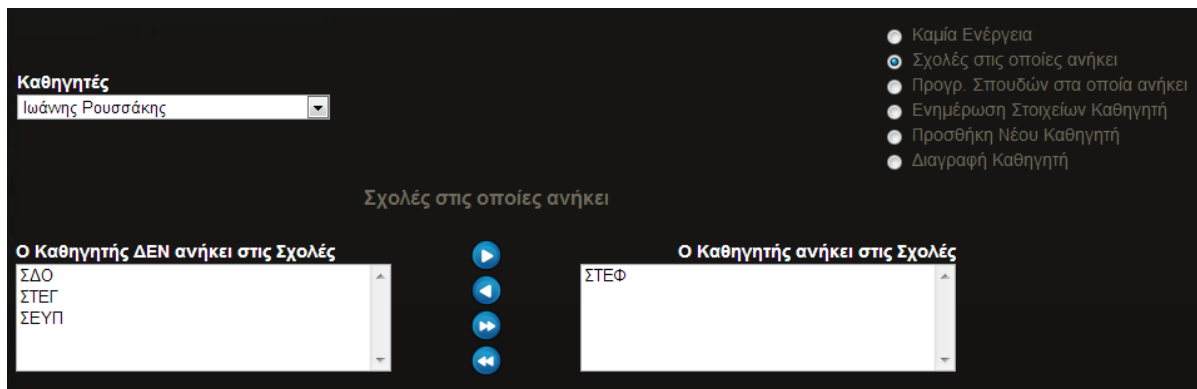 Καμία Ενέργεια
Σχολές στις οποίες ανήκει
Καθηγητές
Προγρ. Σπουδών στα οποία ανήκει
Ιωάννης Ρουσσάκης
Ενημέρωση Στοιχείων Καθηγητή
Προσθήκη Νέου Καθηγητή
Διαγραφή Καθηγητή
Σχολές στις οποίες ανήκει
Ο Καθηγητής ΔΕΝ ανήκει στις Σχολές
Ο Καθηγητής ανήκει στις Σχολές
ΣΔΟ
ΣΤΕΦ
ΣΤΕΓ
ΣΕΥΠ